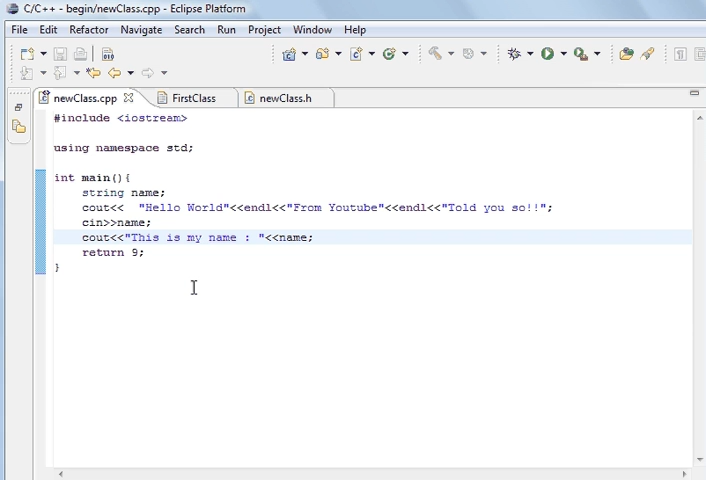 C/C++ - begin/newClass.cpp - Eclipse Platform
File Edit Refactor Navigate Search Run Project Window Help
newClass.cpp FirstClass newClass.h
#include <iostream>
using namespace std;
int main(){
string name;
cout<<  "Hello World"<<endl<<"From Youtube"<<endl<<"Told you so!!";
cin>>name;
cout<<"This is my name : "<<name;
return 9;
}